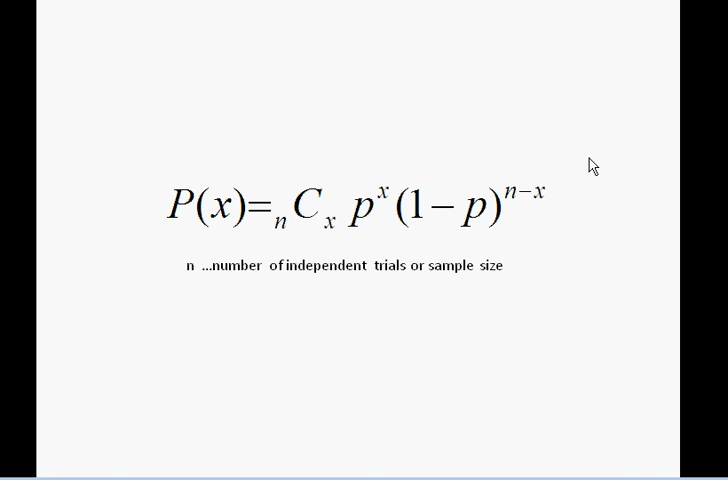 P(x)=ₙCₓ pˣ(1−p)ⁿ⁻ˣ
n ...number of independent trials or sample size